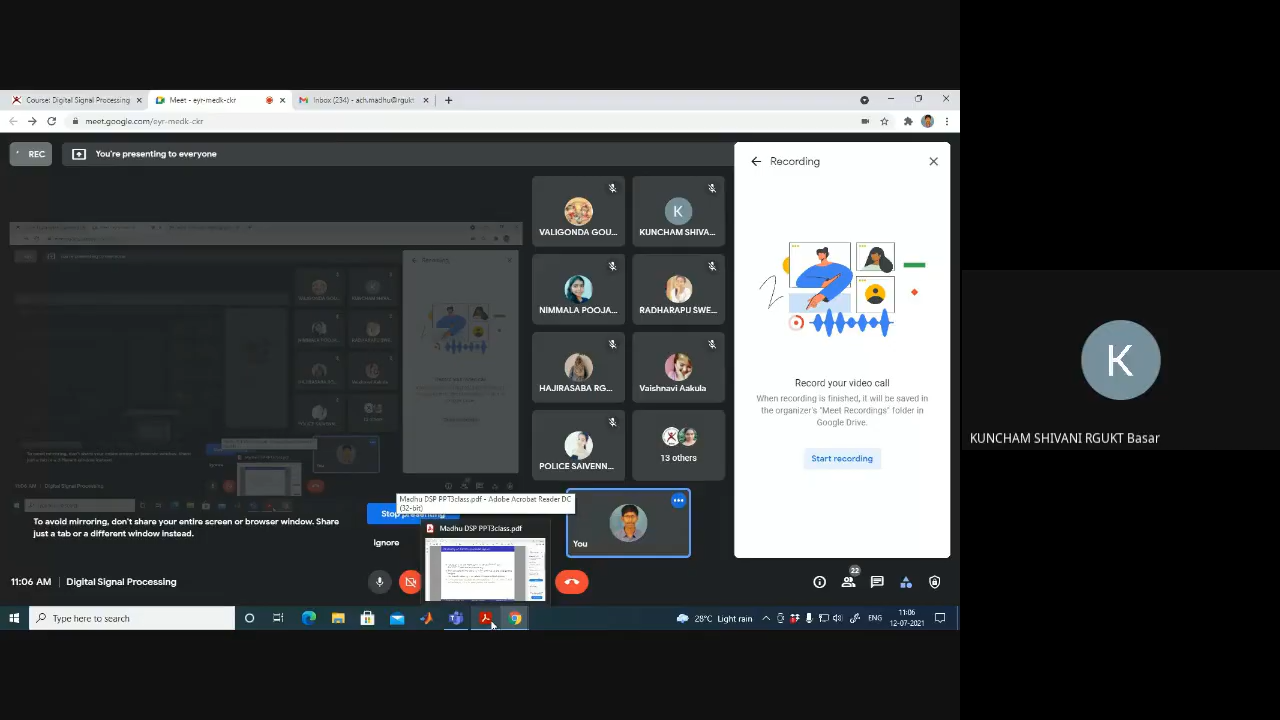 Course: Digital Signal Processing
Meet - eyr-medk-ckr
Inbox (234) - ach.madhu@rgukt
meet.google.com/eyr-medk-ckr
REC
You're presenting to everyone
Recording
VALIGONDA GOU...
KUNCHAM SHIVA...
NIMMALA POOJA...
RADHARAPU SWE...
HAJIRASABA RG...
Vaishnavi Aakula
POLICE SAIVENN...
13 others
K
Record your video call
When recording is finished, it will be saved in
the organizer's "Meet Recordings" folder in
Google Drive.
Start recording
K
KUNCHAM SHIVANI RGUKT Basar
Madhu DSP PPT3class.pdf - Adobe Acrobat Reader DC
(32-bit)
Stop presenting
To avoid mirroring, don't share your entire screen or browser window. Share
just a tab or a different window instead.
Ignore
Madhu DSP PPT3class.pdf
You
11:06 AM
Digital Signal Processing
22
Type here to search
28°C Light rain
ENG
11:06
12-07-2021